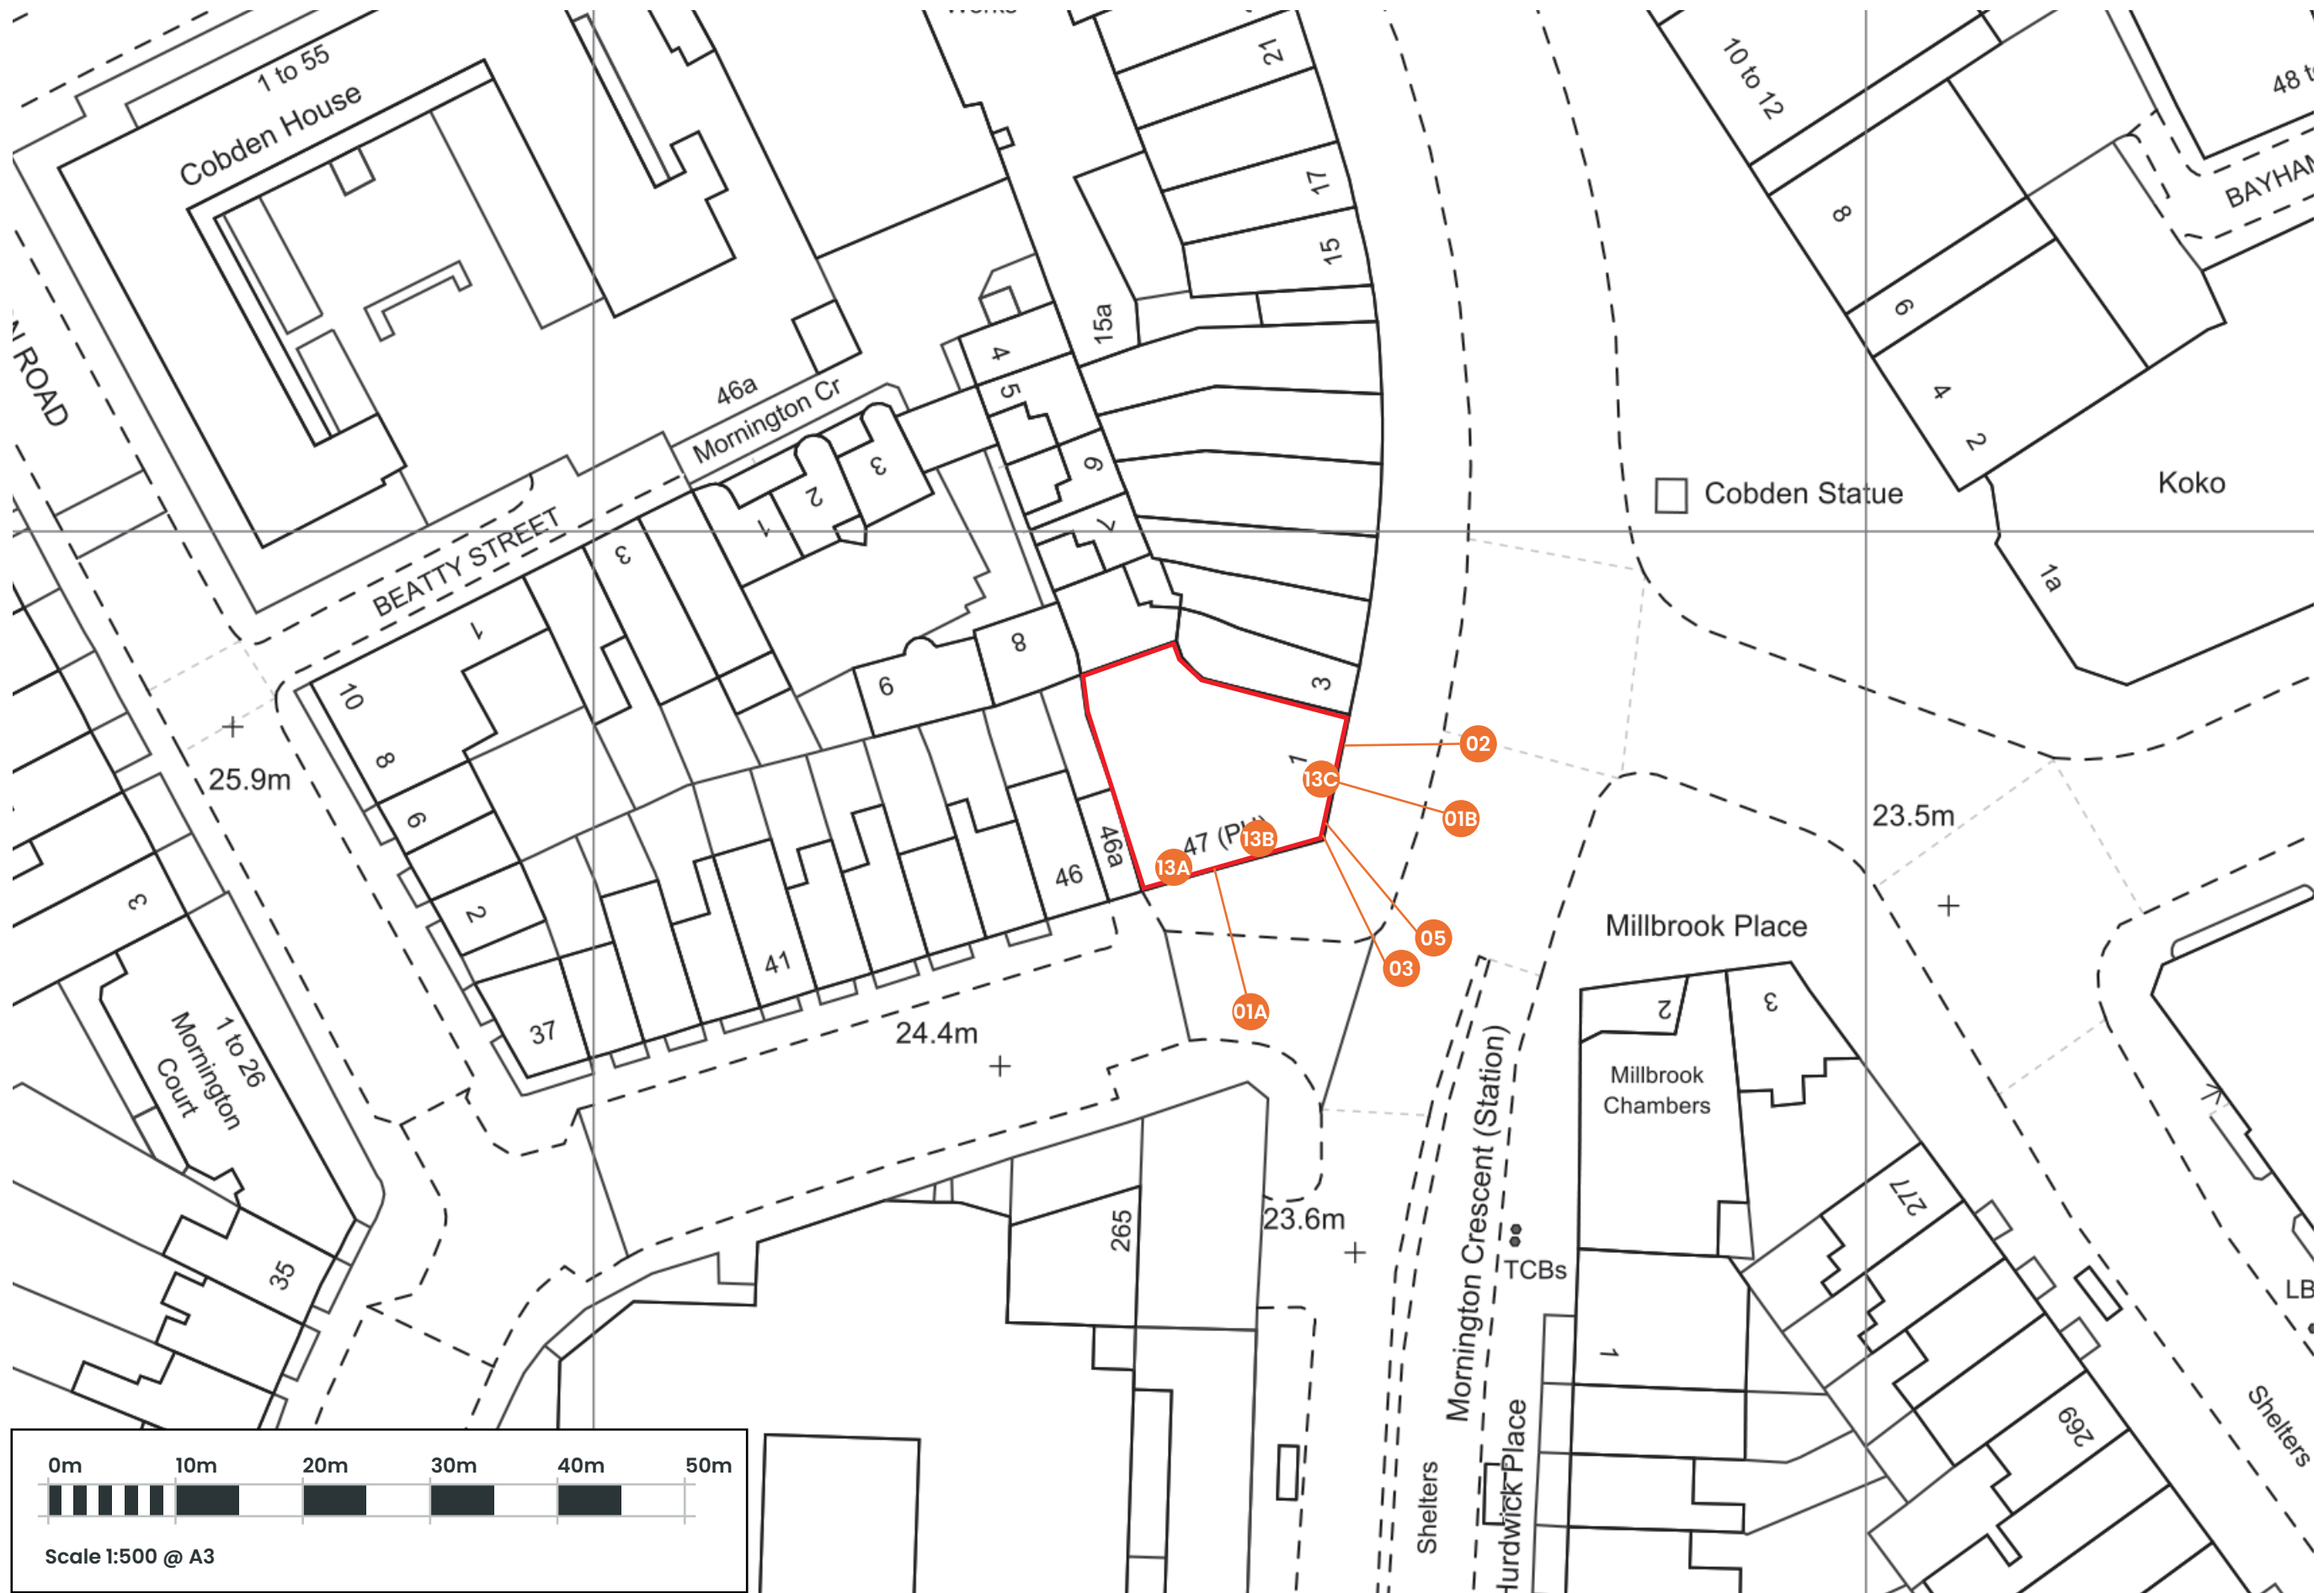 Works
1 to 55
Cobden House
21
10 to 12
48 t
17
15
8
BAYHAM
6
4
2
Koko
Cobden Statue
1a
N ROAD
15a
4
5
6
7
46a
Mornington Cr
3
2
1
BEATTY STREET
3
1
8
9
10
8
6
2
25.9m
3
1
02
13C
01B
47 (PH)
13B
13A
46a
46
05
03
01A
23.5m
41
37
24.4m
Millbrook Place
2
3
Millbrook
Chambers
1 to 26
Mornington
Court
35
265
23.6m
Mornington Crescent (Station)
TCBs
277
LB
1
269
Shelters
Shelters
Hurdwick Place
0m 10m 20m 30m 40m 50m
Scale 1:500 @ A3